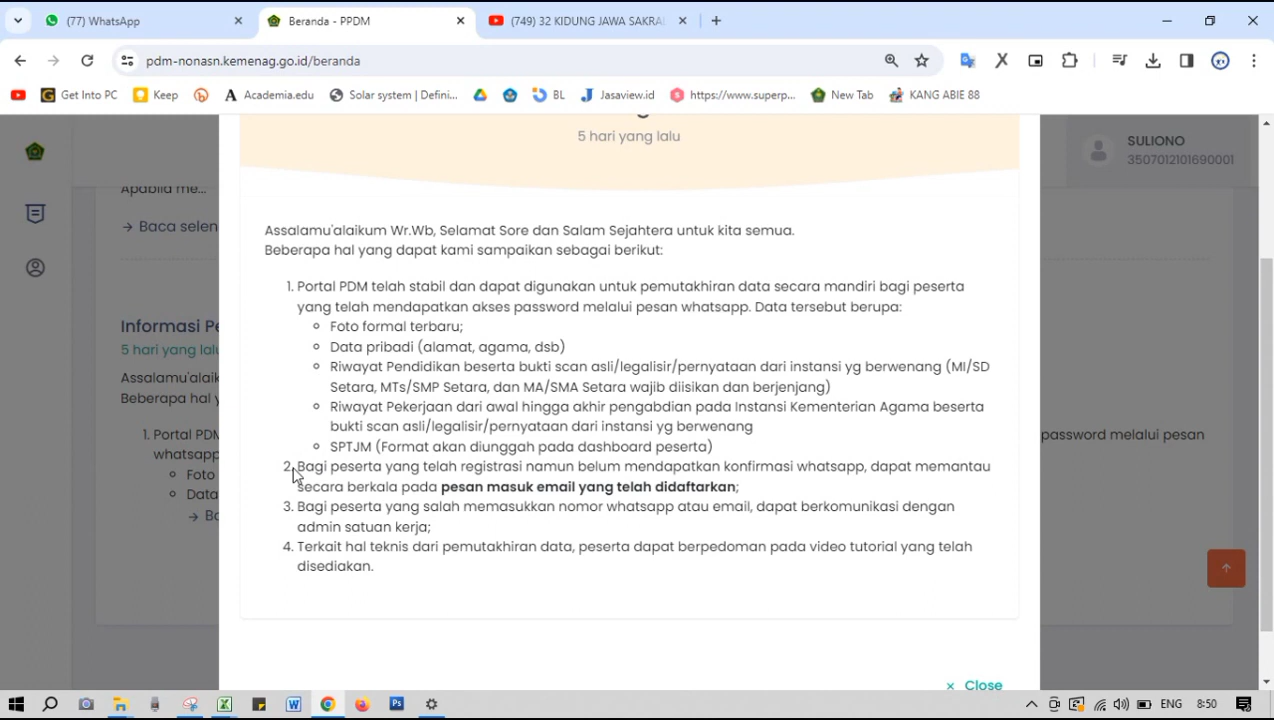 (77) WhatsApp
Beranda - PPDM
(749) 32 KIDUNG JAWA SAKRAL
pdm-nonasn.kemenag.go.id/beranda
Get Into PC
Keep
Academia.edu
Solar system | Defini...
BL
Jasaview.id
https://www.superp...
New Tab
KANG ABIE 88
5 hari yang lalu
SULIONO
3507012101690001
Apabila me...
Baca selen
Assalamu'alaikum Wr.Wb, Selamat Sore dan Salam Sejahtera untuk kita semua.
Beberapa hal yang dapat kami sampaikan sebagai berikut:
1. Portal PDM telah stabil dan dapat digunakan untuk pemutakhiran data secara mandiri bagi peserta
yang telah mendapatkan akses password melalui pesan whatsapp. Data tersebut berupa:
Foto formal terbaru;
Data pribadi (alamat, agama, dsb)
Riwayat Pendidikan beserta bukti scan asli/legalisir/pernyataan dari instansi yg berwenang (MI/SD
Setara, MTs/SMP Setara, dan MA/SMA Setara wajib diisikan dan berjenjang)
Riwayat Pekerjaan dari awal hingga akhir pengabdian pada Instansi Kementerian Agama beserta
bukti scan asli/legalisir/pernyataan dari instansi yg berwenang
SPTJM (Format akan diunggah pada dashboard peserta)
2. Bagi peserta yang telah registrasi namun belum mendapatkan konfirmasi whatsapp, dapat memantau
secara berkala pada pesan masuk email yang telah didaftarkan;
3. Bagi peserta yang salah memasukkan nomor whatsapp atau email, dapat berkomunikasi dengan
admin satuan kerja;
4. Terkait hal teknis dari pemutakhiran data, peserta dapat berpedoman pada video tutorial yang telah
disediakan.
Informasi Pe
5 hari yang lalu
Assalamu'alaik
Beberapa hal y
1. Portal PDM
whatsapp.
Foto
Data
Ba
password melalui pesan
× Close
ENG
8:50